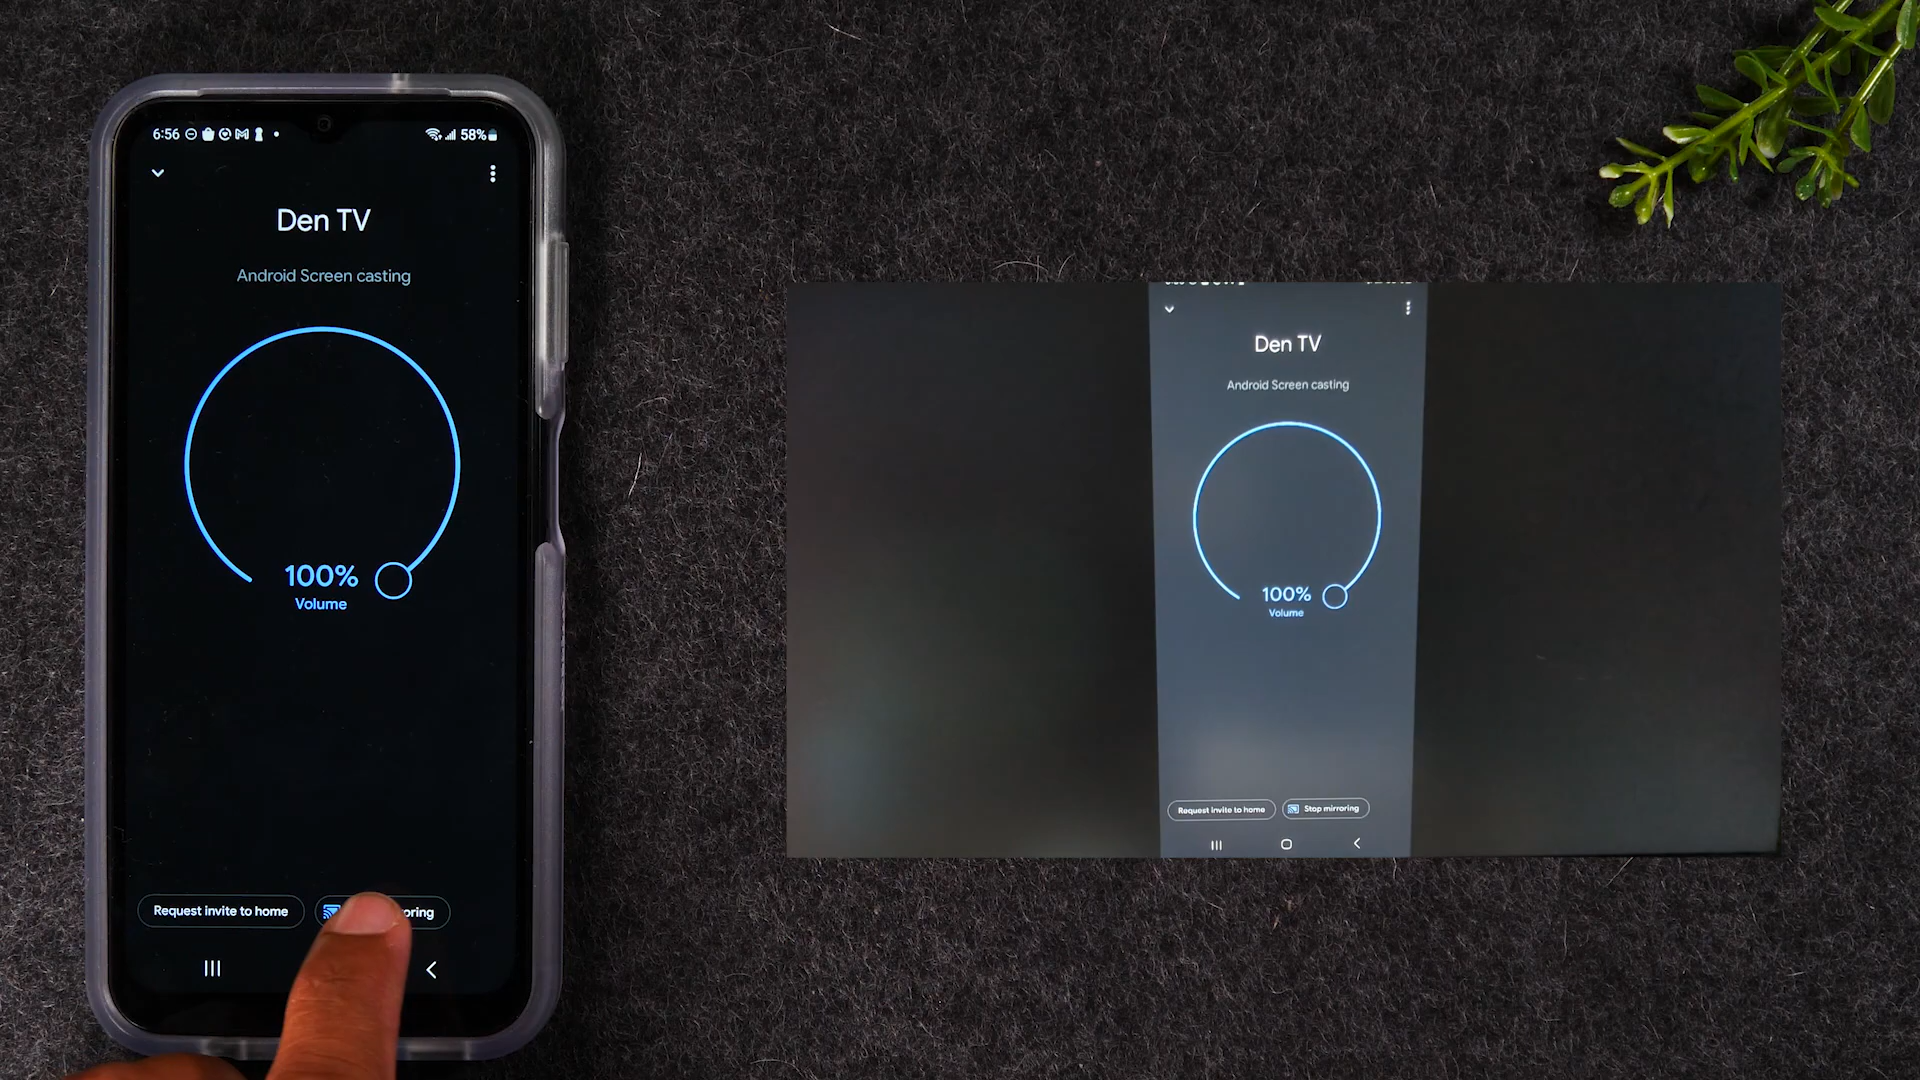 6:56
58%
Den TV
Android Screen casting
100%
Volume
Request invite to home
oring
Den TV
Android Screen casting
100%
Volume
Request invite to home
Stop mirroring